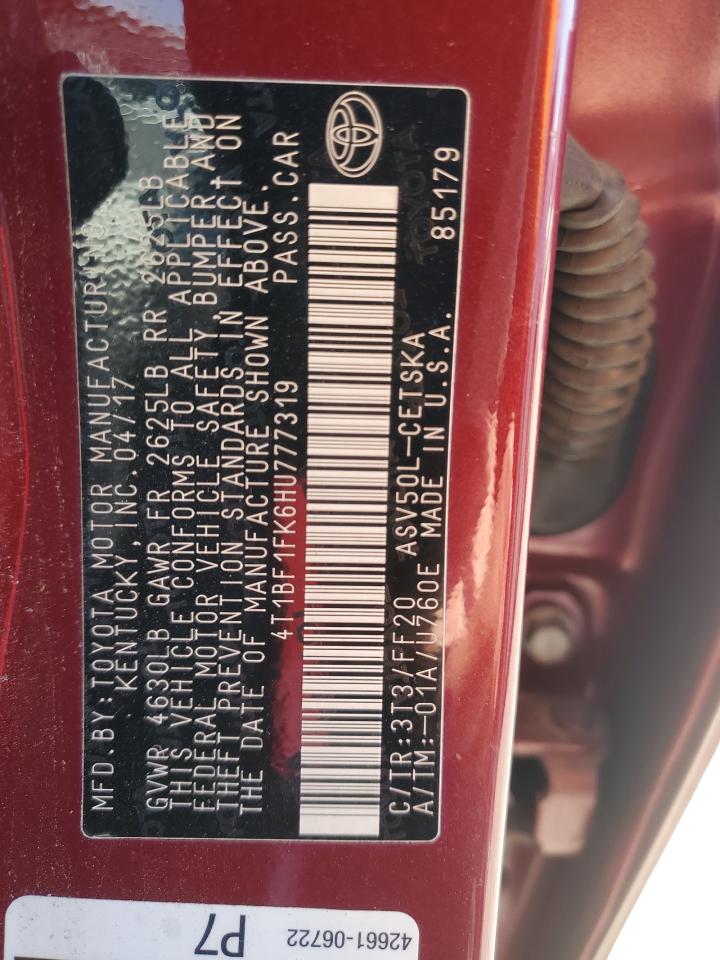 MFD.BY:TOYOTA MOTOR MANUFACTURING
KENTUCKY, INC. 04/17
GVWR 4630LB GAWR FR 2625LB RR 2625LB
THIS VEHICLE CONFORMS TO ALL APPLICABLE
FEDERAL MOTOR VEHICLE SAFETY, BUMPER AND
THEFT PREVENTION STANDARDS IN EFFECT ON
THE DATE OF MANUFACTURE SHOWN ABOVE.
4T1BF1FK6HU777319 PASS.CAR
C/TR:3T3/FF20 ASV50L-CETSKA
A/TM:-01A/U760E MADE IN U.S.A. 85179
P7
42661-06722